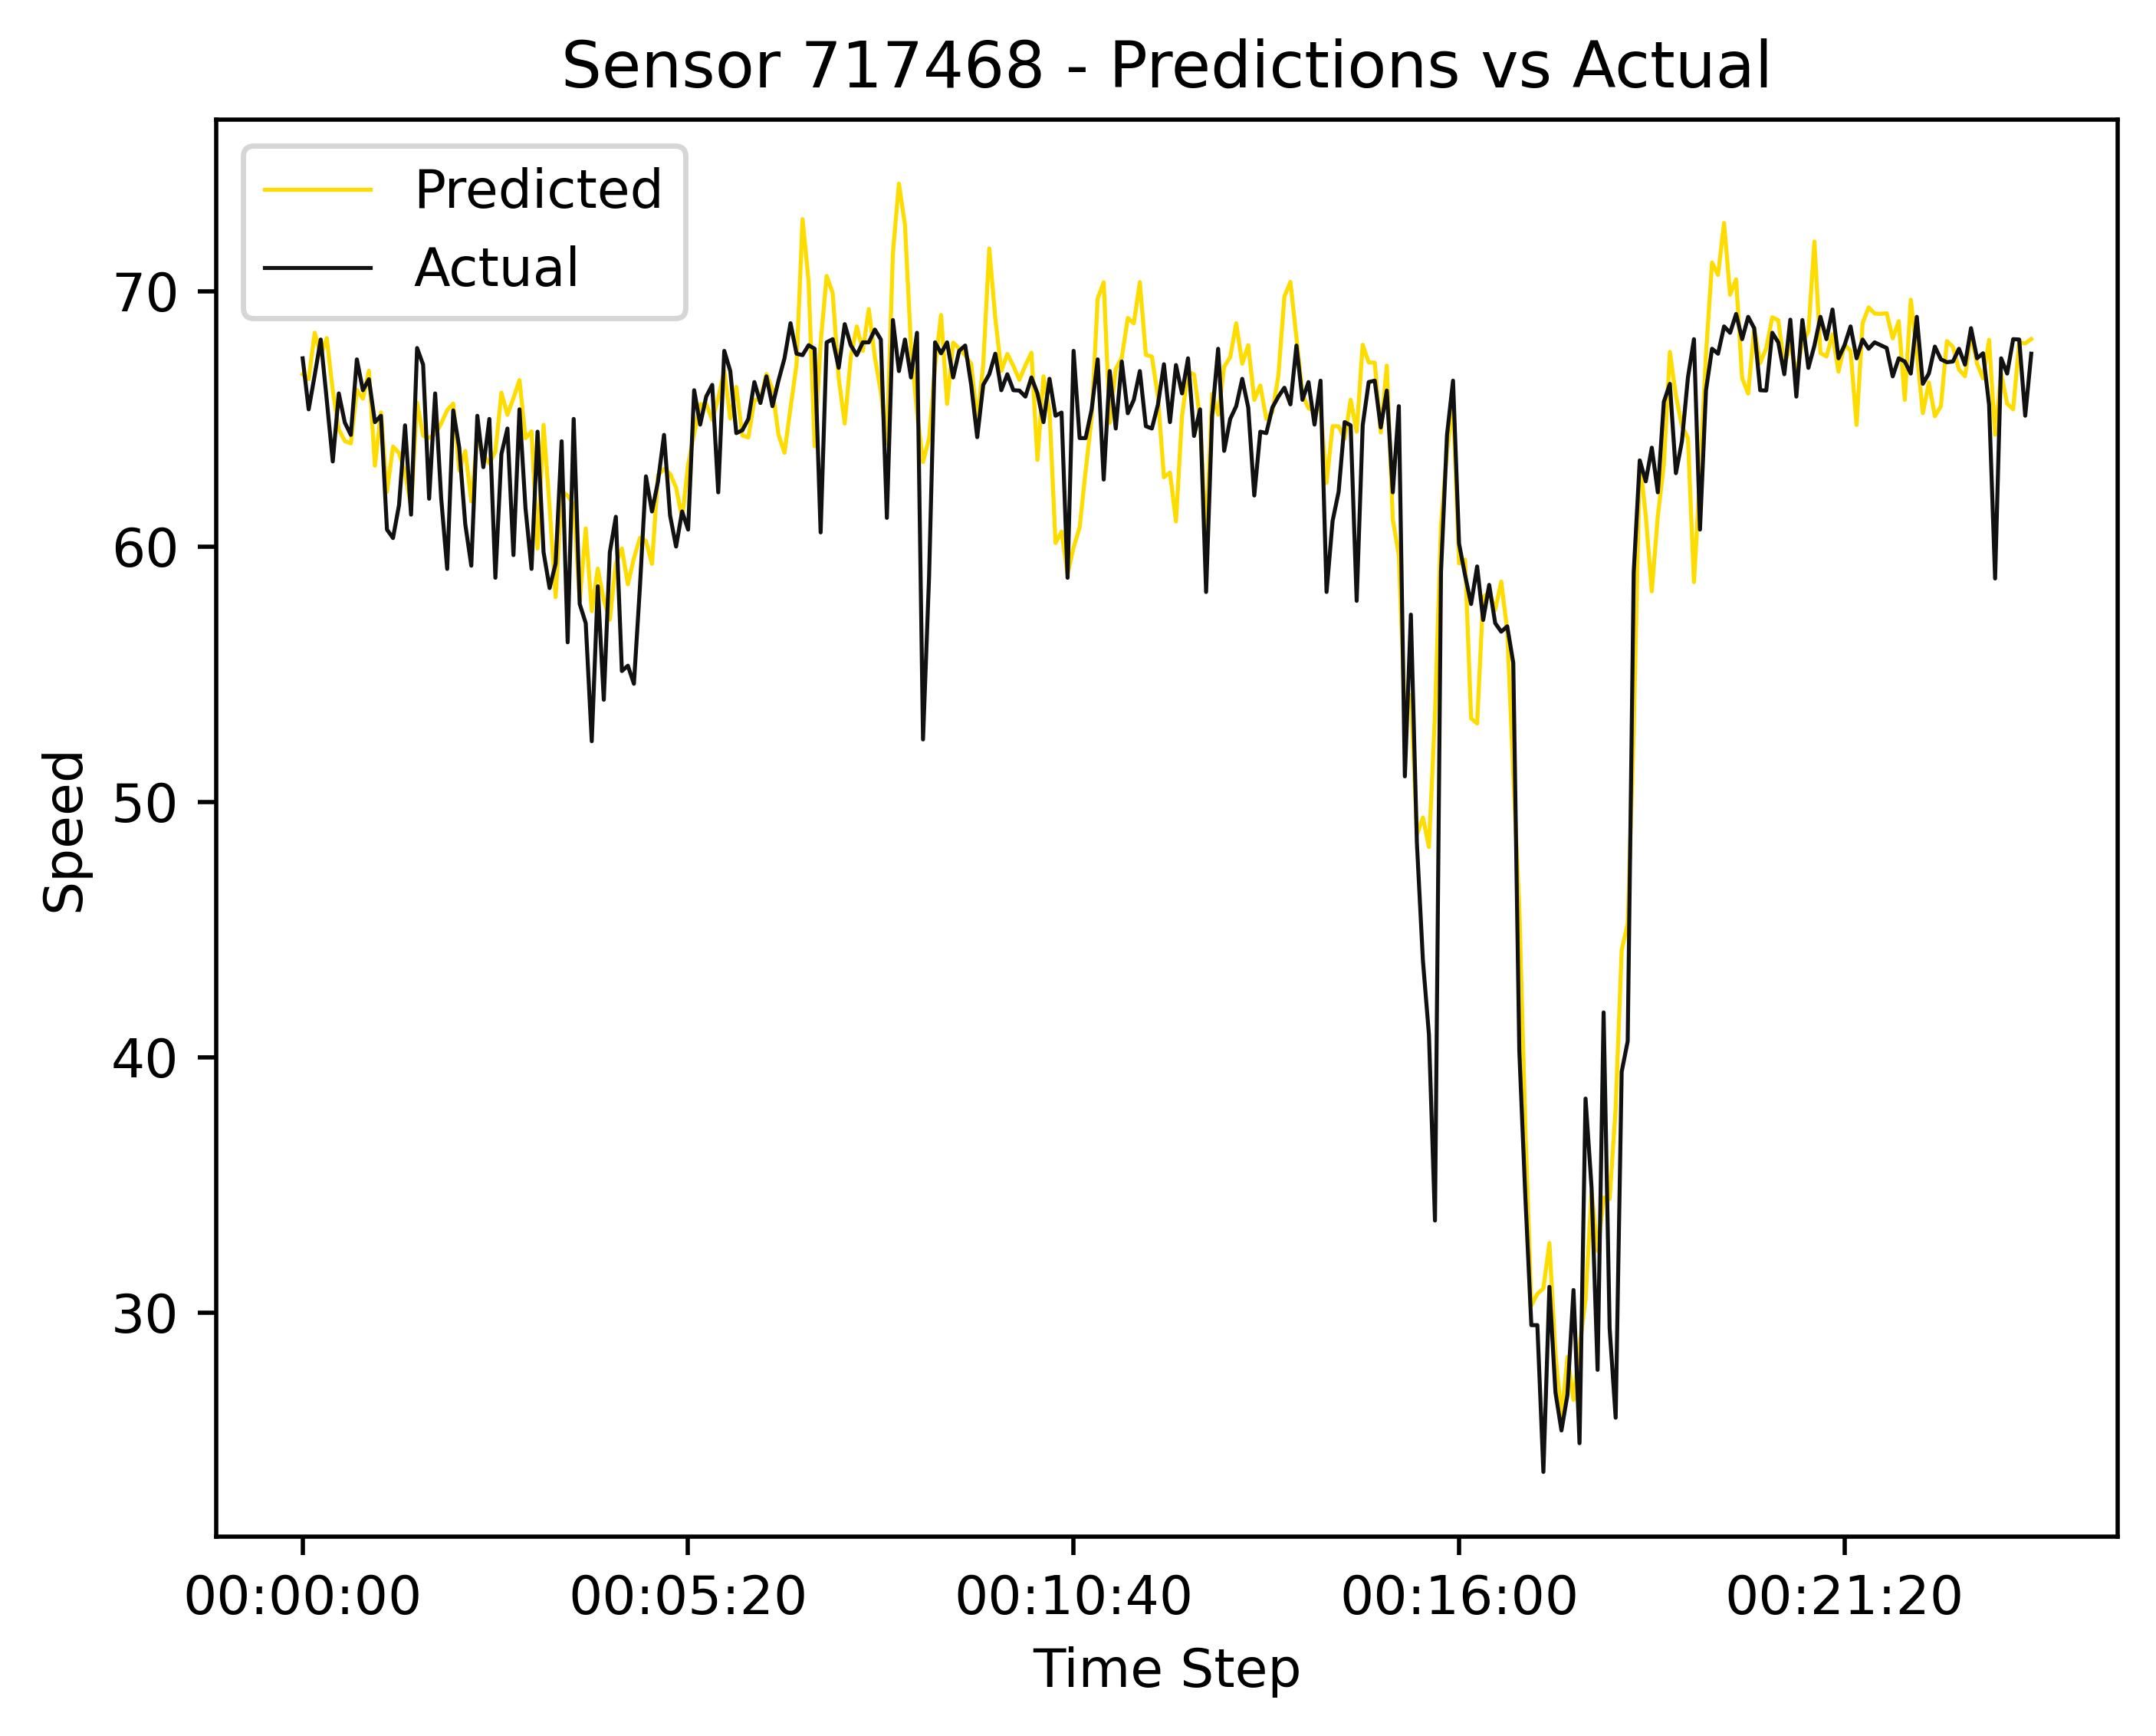 Sensor 717468 - Predictions vs Actual
Predicted
Actual
70
60
50
40
30
Speed
00:00:00 00:05:20 00:10:40 00:16:00 00:21:20
Time Step